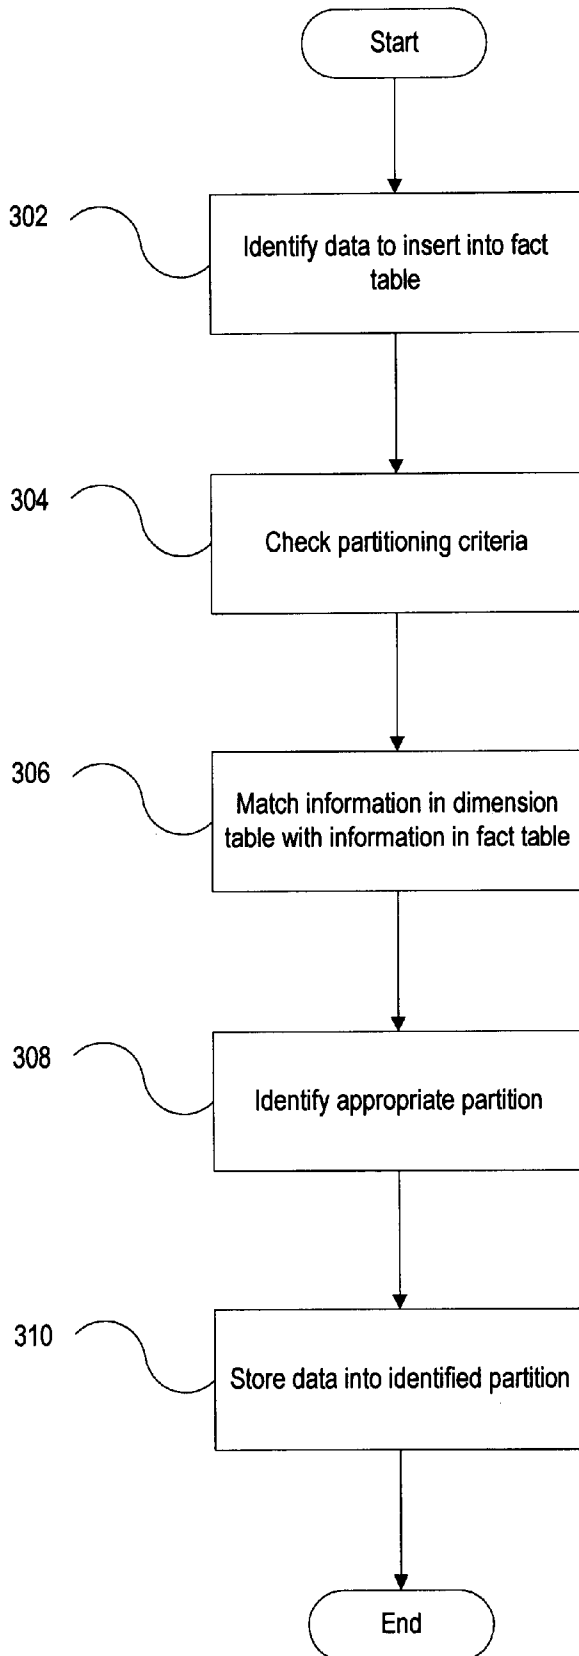 Start
302
Identify data to insert into fact
table
304
Check partitioning criteria
306
Match information in dimension
table with information in fact table
308
Identify appropriate partition
310
Store data into identified partition
End